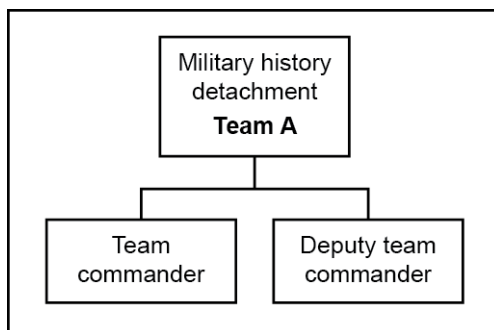 Military history
detachment
Team A
Team
commander
Deputy team
commander